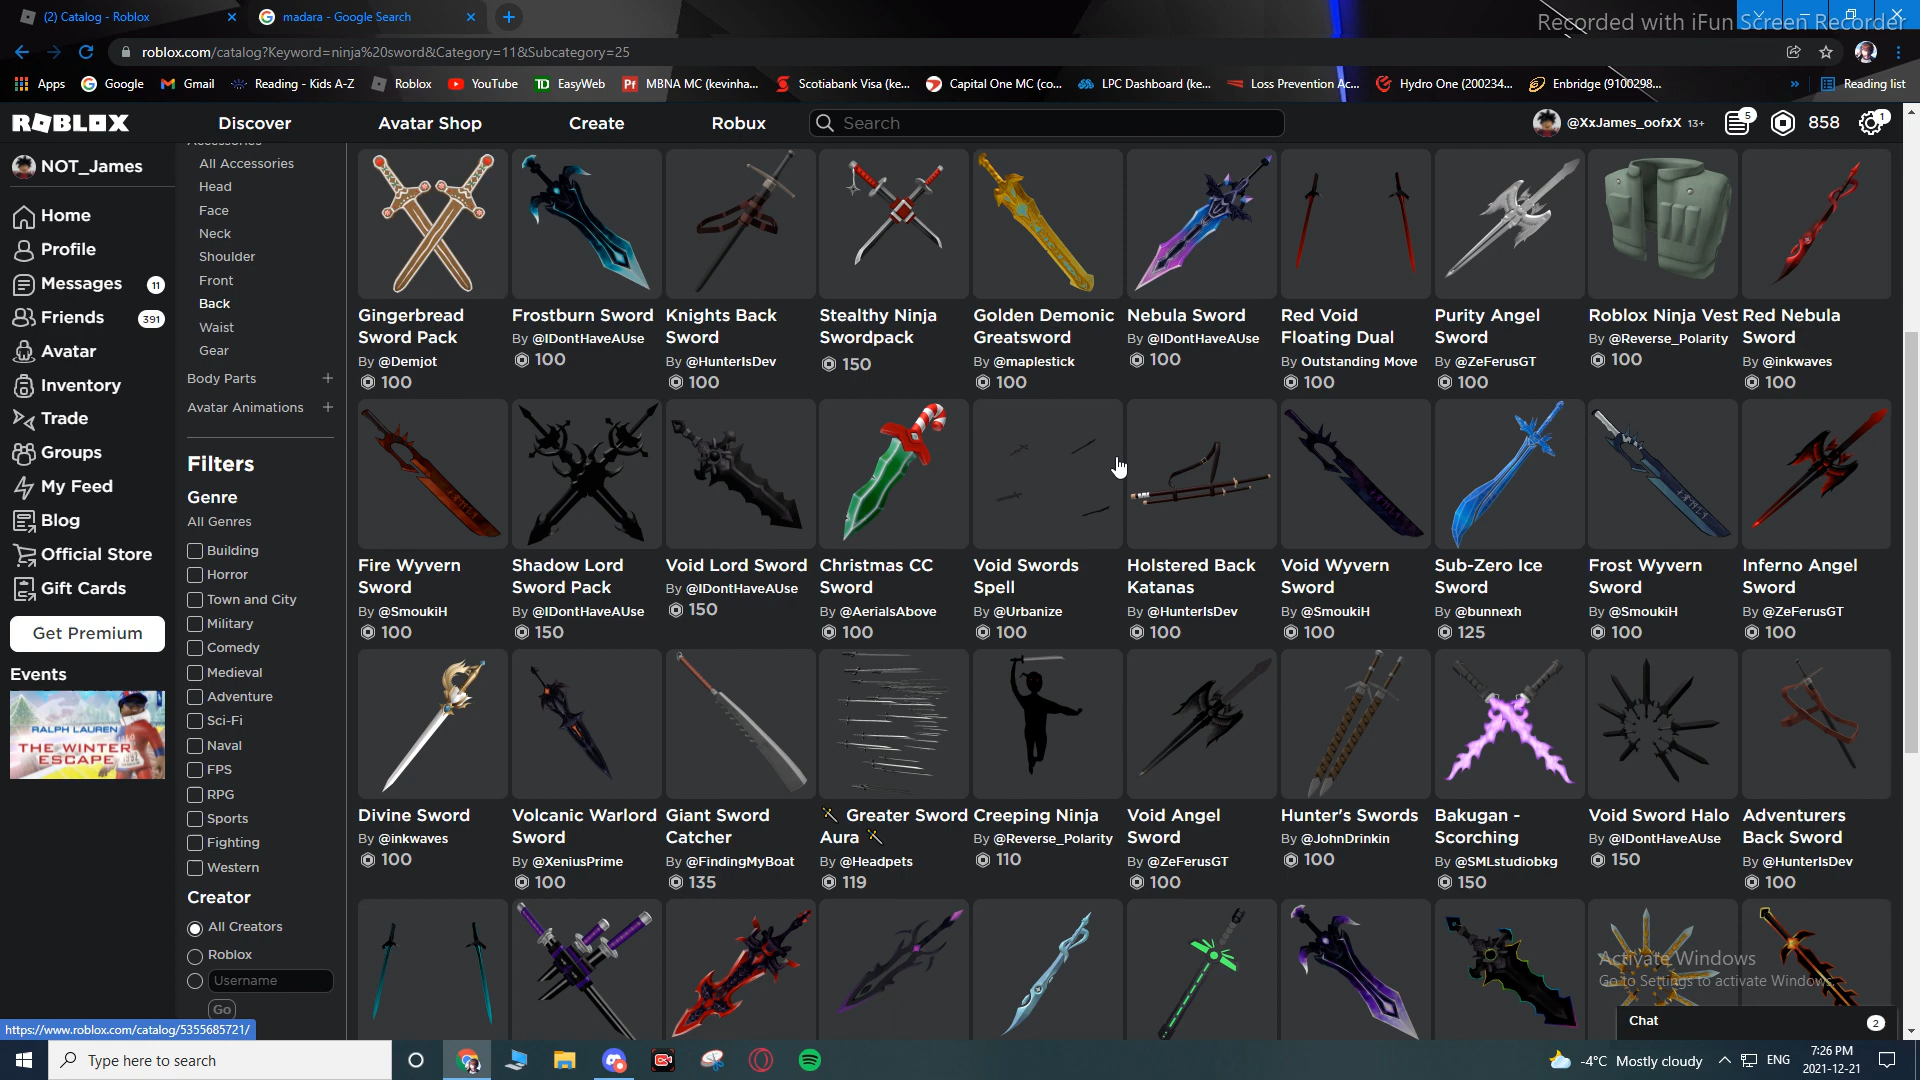 (2) Catalog - Roblox
madara - Google Search
Recorded with iFun Screen Recorder
roblox.com/catalog?Keyword=ninja%20sword&Category=11&Subcategory=25
Apps Google Gmail Reading - Kids A-Z Roblox YouTube EasyWeb MBNA MC (kevinha... Scotiabank Visa (ke... Capital One MC (co... LPC Dashboard (ke... Loss Prevention Ac... Hydro One (200234... Enbridge (9100298... » Reading list
ROBLOX Discover Avatar Shop Create Robux Search @XxJames_oofxX 13+ 5 858 1
NOT_James
Home
Profile
Messages 11
Friends 391
Avatar
Inventory
Trade
Groups
My Feed
Blog
Official Store
Gift Cards
Get Premium
Events
RALPH LAUREN
THE WINTER
ESCAPE
Accessories
All Accessories
Head
Face
Neck
Shoulder
Front
Back
Waist
Gear
Body Parts +
Avatar Animations +
Filters
Genre
All Genres
Building
Horror
Town and City
Military
Comedy
Medieval
Adventure
Sci-Fi
Naval
FPS
RPG
Sports
Fighting
Western
Creator
All Creators
Roblox
Username
Go
Gingerbread
Sword Pack
By @Demjot
100
Frostburn Sword
By @IDontHaveAUse
100
Knights Back
Sword
By @HunterIsDev
100
Stealthy Ninja
Swordpack
150
Golden Demonic
Greatsword
By @maplestick
100
Nebula Sword
By @IDontHaveAUse
100
Red Void
Floating Dual
By Outstanding Move
100
Purity Angel
Sword
By @ZeFerusGT
100
Roblox Ninja Vest
By @Reverse_Polarity
100
Red Nebula
Sword
By @inkwaves
100
Fire Wyvern
Sword
By @SmoukiH
100
Shadow Lord
Sword Pack
By @IDontHaveAUse
150
Void Lord Sword
By @IDontHaveAUse
150
Christmas CC
Sword
By @AerialsAbove
100
Void Swords
Spell
By @Urbanize
100
Holstered Back
Katanas
By @HunterIsDev
100
Void Wyvern
Sword
By @SmoukiH
100
Sub-Zero Ice
Sword
By @bunnexh
125
Frost Wyvern
Sword
By @SmoukiH
100
Inferno Angel
Sword
By @ZeFerusGT
100
Divine Sword
By @inkwaves
100
Volcanic Warlord
Sword
By @XeniusPrime
100
Giant Sword
Catcher
By @FindingMyBoat
135
Greater Sword
Aura
By @Headpets
119
Creeping Ninja
By @Reverse_Polarity
110
Void Angel
Sword
By @ZeFerusGT
100
Hunter's Swords
By @JohnDrinkin
100
Bakugan -
Scorching
By @SMLstudiobkg
150
Void Sword Halo
By @IDontHaveAUse
150
Adventurers
Back Sword
By @HunterIsDev
100
Activate Windows
Go to Settings to activate Windows.
Chat 2
https://www.roblox.com/catalog/5355685721/
Type here to search
-4°C Mostly cloudy
ENG
7:26 PM
2021-12-21